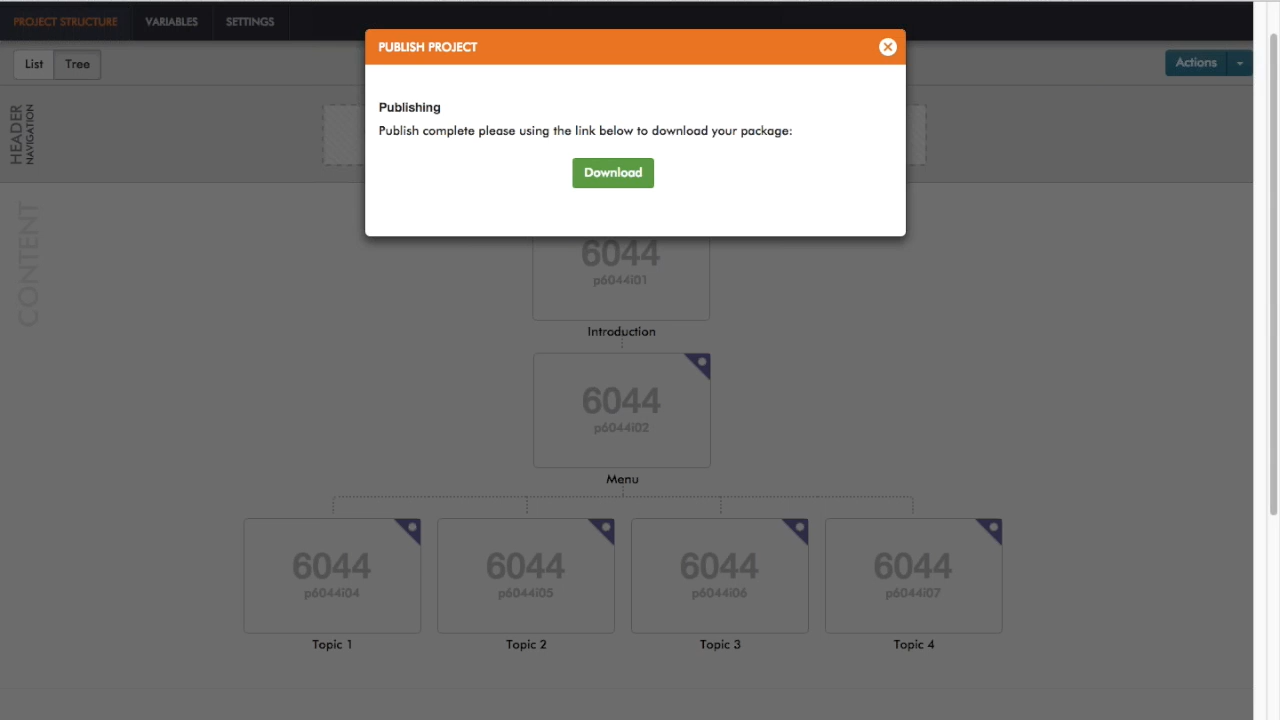 PROJECT STRUCTURE VARIABLES SETTINGS
PUBLISH PROJECT
List Tree
Actions
Publishing
Publish complete please using the link below to download your package:
Download
HEADER
NAVIGATION
CONTENT
6044
p6044i01
Introduction
6044
p6044i02
Menu
6044 6044 6044 6044
p6044i04 p6044i05 p6044i06 p6044i07
Topic 1 Topic 2 Topic 3 Topic 4